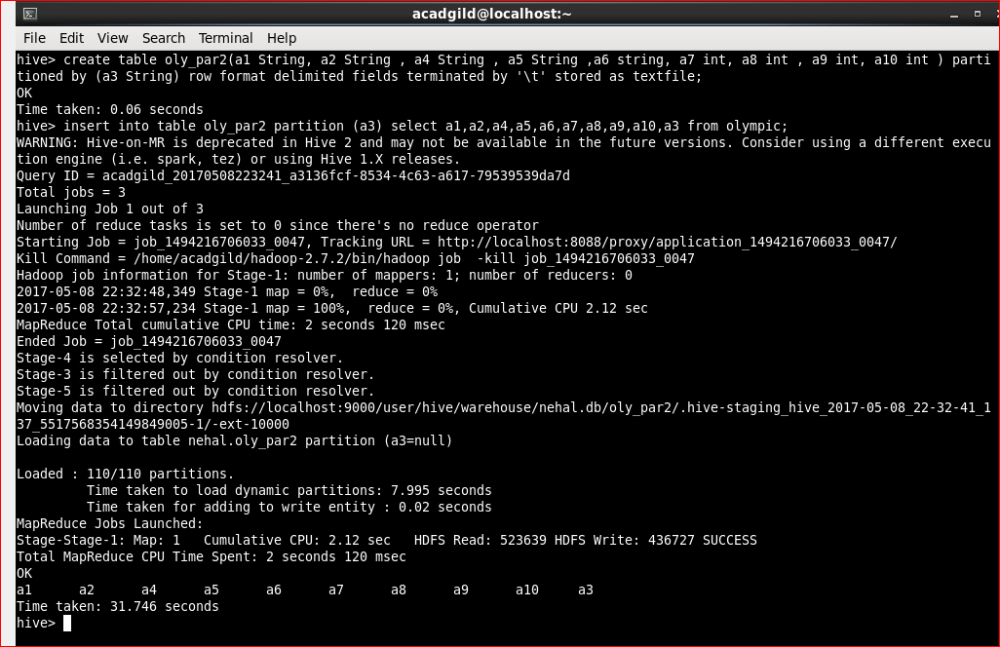 acadgild@localhost:~
File Edit View Search Terminal Help
hive> create table oly_par2(a1 String, a2 String , a4 String , a5 String ,a6 string, a7 int, a8 int , a9 int, a10 int ) parti
tioned by (a3 String) row format delimited fields terminated by '\t' stored as textfile;
OK
Time taken: 0.06 seconds
hive> insert into table oly_par2 partition (a3) select a1,a2,a4,a5,a6,a7,a8,a9,a10,a3 from olympic;
WARNING: Hive-on-MR is deprecated in Hive 2 and may not be available in the future versions. Consider using a different execu
tion engine (i.e. spark, tez) or using Hive 1.X releases.
Query ID = acadgild_20170508223241_a3136fcf-8534-4c63-a617-79539539da7d
Total jobs = 3
Launching Job 1 out of 3
Number of reduce tasks is set to 0 since there's no reduce operator
Starting Job = job_1494216706033_0047, Tracking URL = http://localhost:8088/proxy/application_1494216706033_0047/
Kill Command = /home/acadgild/hadoop-2.7.2/bin/hadoop job  -kill job_1494216706033_0047
Hadoop job information for Stage-1: number of mappers: 1; number of reducers: 0
2017-05-08 22:32:48,349 Stage-1 map = 0%,  reduce = 0%
2017-05-08 22:32:57,234 Stage-1 map = 100%,  reduce = 0%, Cumulative CPU 2.12 sec
MapReduce Total cumulative CPU time: 2 seconds 120 msec
Ended Job = job_1494216706033_0047
Stage-4 is selected by condition resolver.
Stage-3 is filtered out by condition resolver.
Stage-5 is filtered out by condition resolver.
Moving data to directory hdfs://localhost:9000/user/hive/warehouse/nehal.db/oly_par2/.hive-staging_hive_2017-05-08_22-32-41_1
37_5517568354149849005-1/-ext-10000
Loading data to table nehal.oly_par2 partition (a3=null)
Loaded : 110/110 partitions.
Time taken to load dynamic partitions: 7.995 seconds
Time taken for adding to write entity : 0.02 seconds
MapReduce Jobs Launched:
Stage-Stage-1: Map: 1   Cumulative CPU: 2.12 sec   HDFS Read: 523639 HDFS Write: 436727 SUCCESS
Total MapReduce CPU Time Spent: 2 seconds 120 msec
OK
a1 a2 a4 a5 a6 a7 a8 a9 a10 a3
Time taken: 31.746 seconds
hive>